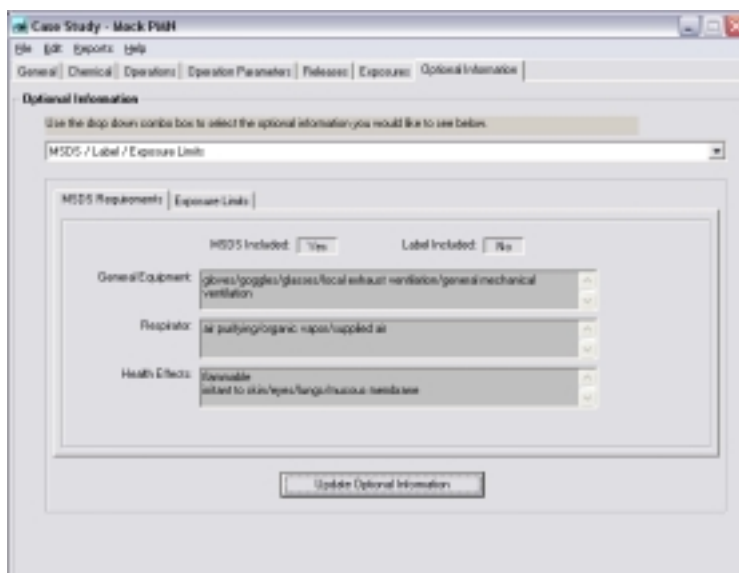 Case Study - Mock PMN
File Edit Reports Help
General Chemical Operations Operation Parameters Releases Exposures Optional Information
Optional Information
Use the drop down combo box to select the optional information you would like to see below.
MSDS / Label / Exposure Limits
MSDS Requirements Exposure Limits
MSDS Included: Yes Label Included: No
General Equipment: gloves/goggles/glasses/local exhaust ventilation/general mechanical
ventilation
Respirator: air purifying/organic vapor/supplied air
Health Effects: flammable
irritant to skin/eyes/lungs/mucous membrane
Update Optional Information